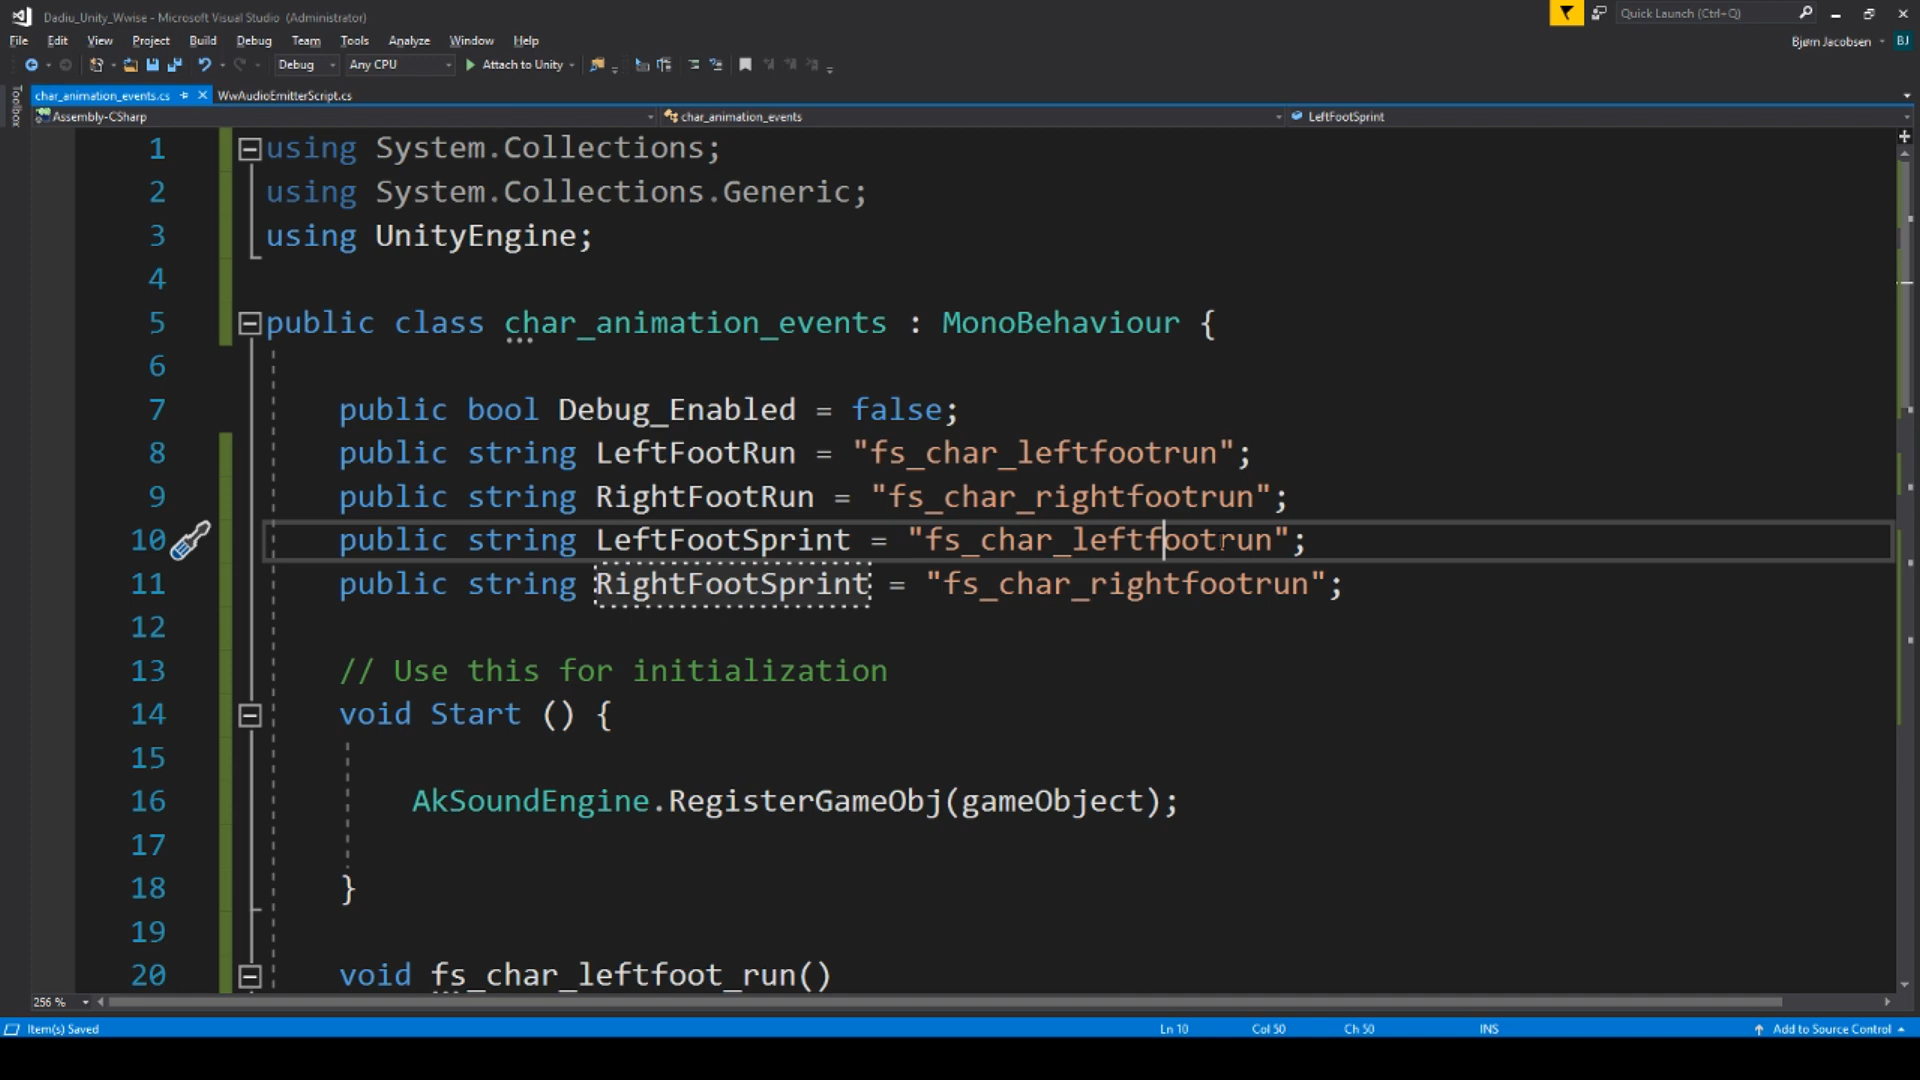 Dadiu_Unity_Wwise - Microsoft Visual Studio (Administrator)
Quick Launch (Ctrl+Q)
File Edit View Project Build Debug Team Tools Analyze Window Help
Bjørn Jacobsen BJ
Debug Any CPU Attach to Unity
Toolbox
char_animation_events.cs WwAudioEmitterScript.cs
Assembly-CSharp char_animation_events LeftFootSprint
1 using System.Collections;
2 using System.Collections.Generic;
3 using UnityEngine;
4
5 public class char_animation_events : MonoBehaviour {
6
7 public bool Debug_Enabled = false;
8 public string LeftFootRun = "fs_char_leftfootrun";
9 public string RightFootRun = "fs_char_rightfootrun";
10 public string LeftFootSprint = "fs_char_leftfootrun";
11 public string RightFootSprint = "fs_char_rightfootrun";
12
13 // Use this for initialization
14 void Start () {
15
16 AkSoundEngine.RegisterGameObj(gameObject);
17
18 }
19
20 void fs_char_leftfoot_run()
256 %
Item(s) Saved Ln 10 Col 50 Ch 50 INS Add to Source Control